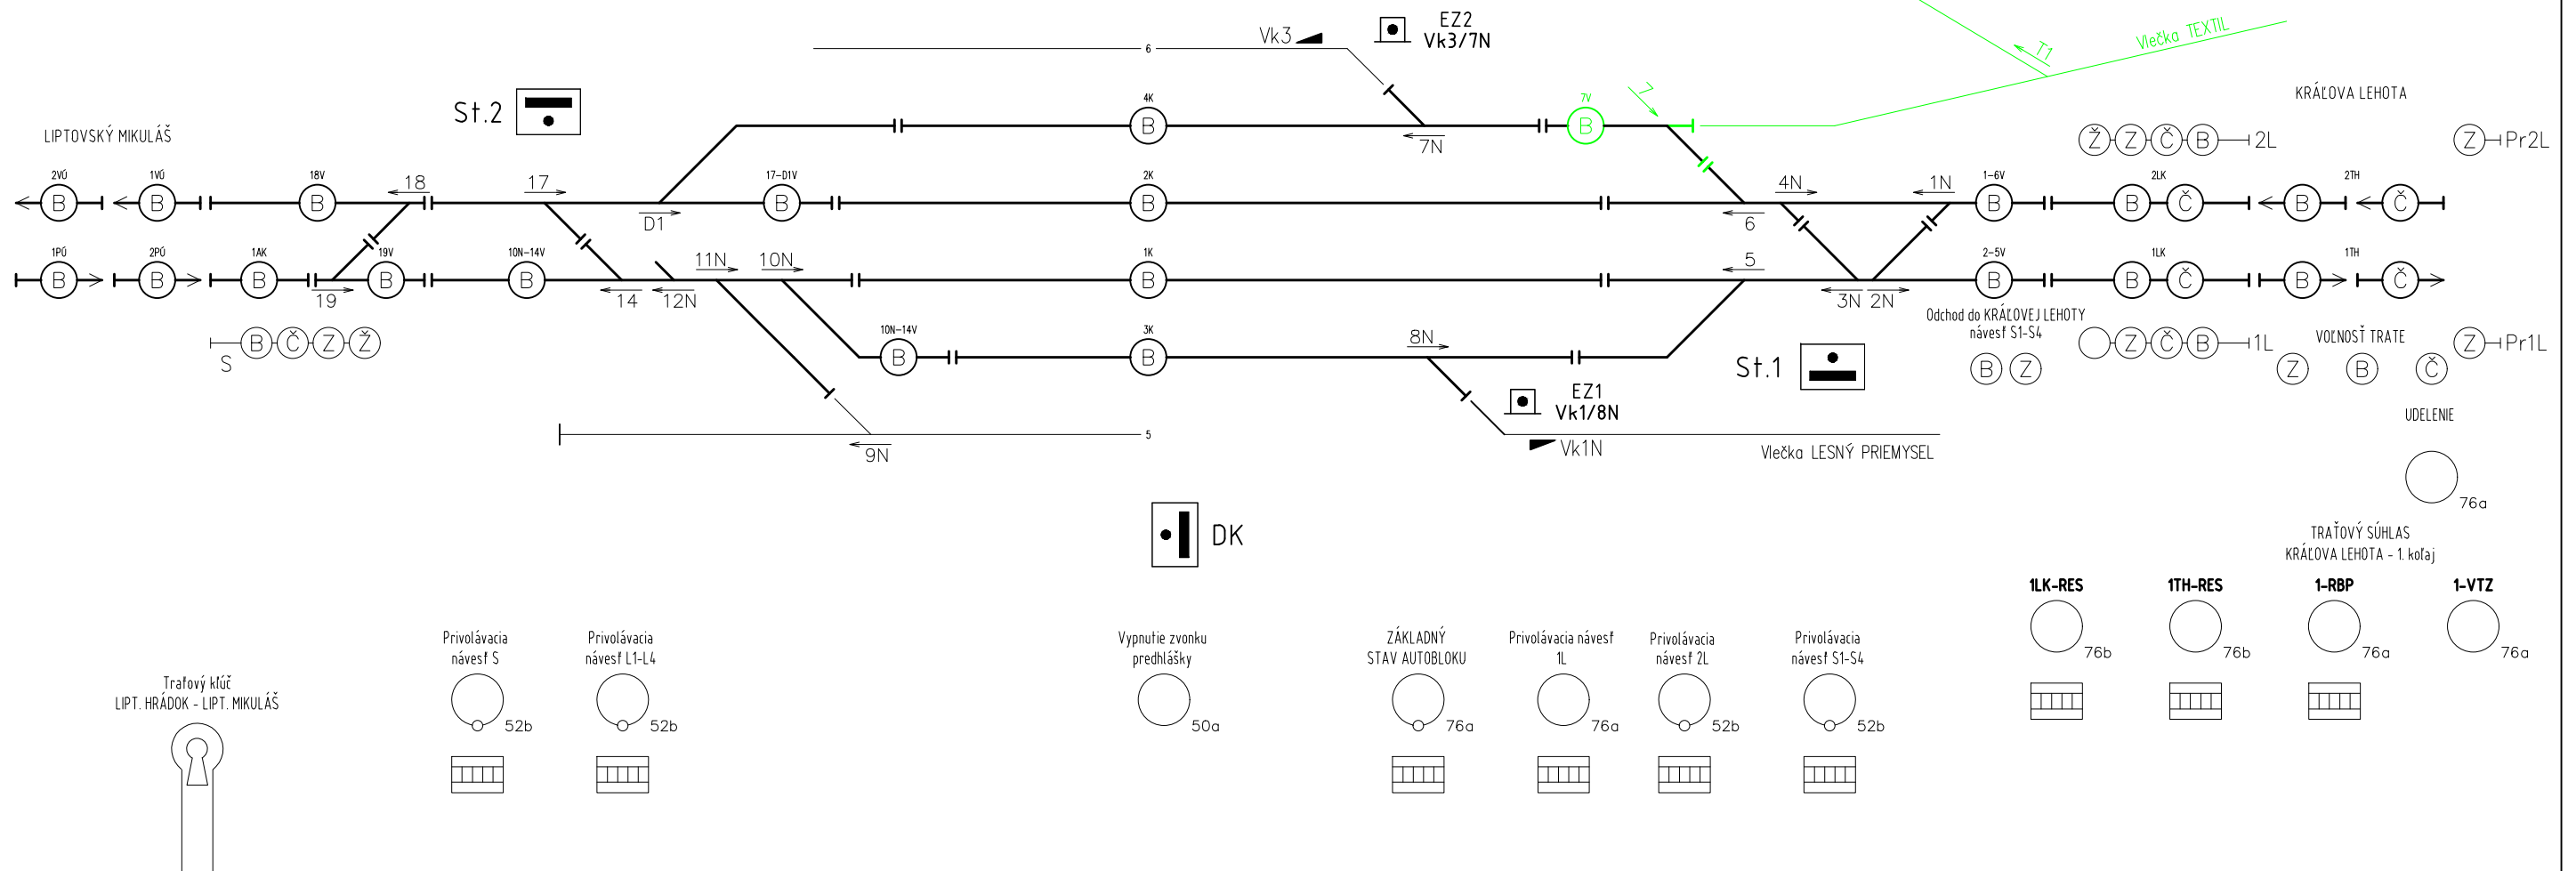 Vk3
EZ2
Vk3/7N
6
T1
Vlečka TEXTIL
St.2
4K
B
7N
7V
B
7
KRÁĽOVA LEHOTA
LIPTOVSKÝ MIKULÁŠ
Ž Z Č B 2L
Z Pr2L
2VÚ
B
1VÚ
B
18V
B
18
17
D1
17-D1V
B
2K
B
6
4N
1N
1-6V
B
2LK
B Č
2TH
B Č
1PÚ
B
2PÚ
B
1AK
B
19
19V
B
10N-14V
B
14
12N
11N
10N
1K
B
5
3N
2N
2-5V
B
1LK
B Č
1TH
B Č
S B Č Z Ž
10N-14V
B
3K
B
8N
St.1
Odchod do KRÁĽOVEJ LEHOTY
návesť S1-S4
B Z
Z Č B 1L
VOĽNOSŤ TRATE
Z B Č
Z Pr1L
EZ1
Vk1/8N
9N
5
Vk1N
Vlečka LESNÝ PRIEMYSEL
UDELENIE
76a
DK
TRAŤOVÝ SÚHLAS
KRÁĽOVA LEHOTA - 1. koľaj
1LK-RES
76b
1TH-RES
76b
1-RBP
76a
1-VTZ
76a
Traťový kľúč
LIPT. HRÁDOK - LIPT. MIKULÁŠ
Privolávacia
návesť S
52b
Privolávacia
návesť L1-L4
52b
Vypnutie zvonku
predhlášky
50a
ZÁKLADNÝ
STAV AUTOBLOKU
76a
Privolávacia návesť
1L
76a
Privolávacia
návesť 2L
52b
Privolávacia
návesť S1-S4
52b